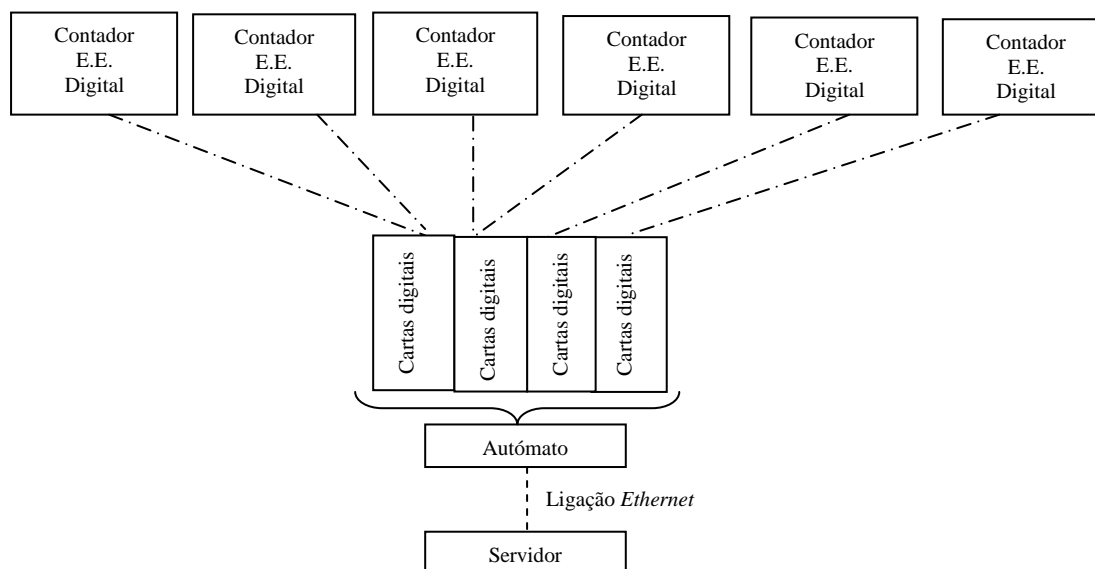 Contador
E.E.
Digital
Contador
E.E.
Digital
Contador
E.E.
Digital
Contador
E.E.
Digital
Contador
E.E.
Digital
Contador
E.E.
Digital
Cartas digitais
Cartas digitais
Cartas digitais
Cartas digitais
Autómato
Ligação Ethernet
Servidor